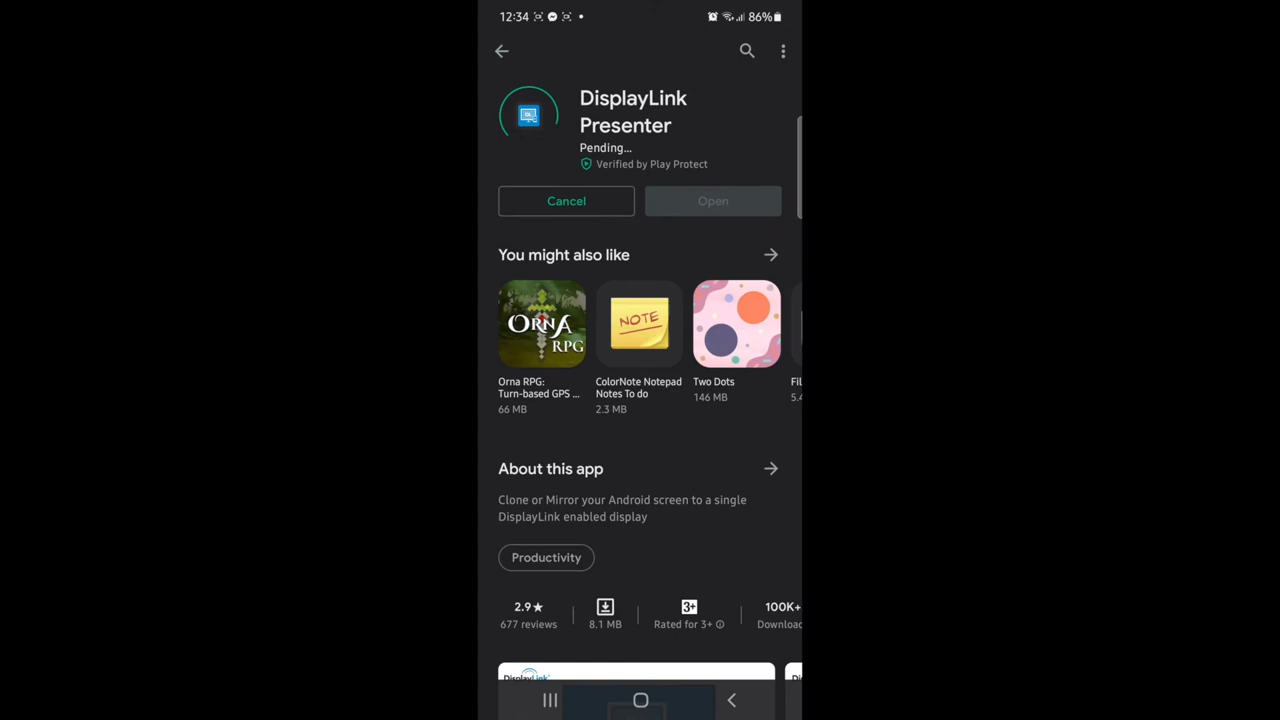 12:34
86%
DisplayLink
Presenter
Pending...
Verified by Play Protect
Cancel
Open
You might also like
ORNA
RPG
NOTE
Orna RPG:
Turn-based GPS ...
66 MB
ColorNote Notepad
Notes To do
2.3 MB
Two Dots
146 MB
Fil
5.4
About this app
Clone or Mirror your Android screen to a single
DisplayLink enabled display
Productivity
2.9★
677 reviews
8.1 MB
3+
Rated for 3+
100K+
Download
DisplayLink